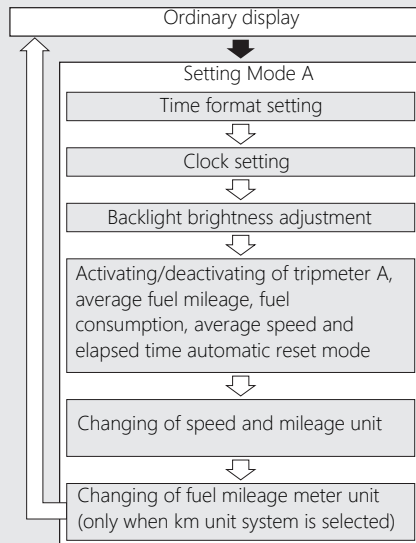 Ordinary display
Setting Mode A
Time format setting
Clock setting
Backlight brightness adjustment
Activating/deactivating of tripmeter A,
average fuel mileage, fuel
consumption, average speed and
elapsed time automatic reset mode
Changing of speed and mileage unit
Changing of fuel mileage meter unit
(only when km unit system is selected)